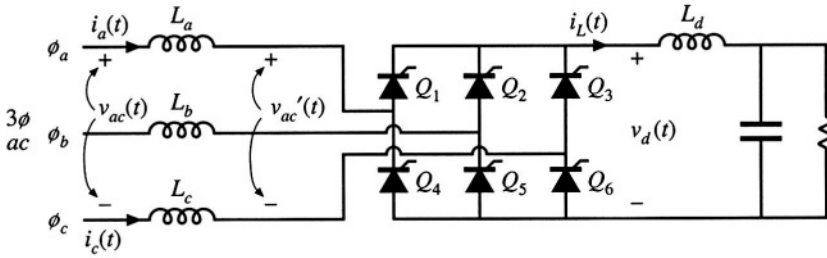 i_a(t) L_a i_L(t) L_d
ϕ_a + + Q_1 Q_2 Q_3 +
3ϕ ac v_ac(t) L_b v_ac′(t) v_d(t)
ϕ_b
− − Q_4 Q_5 Q_6 −
L_c
ϕ_c
i_c(t)